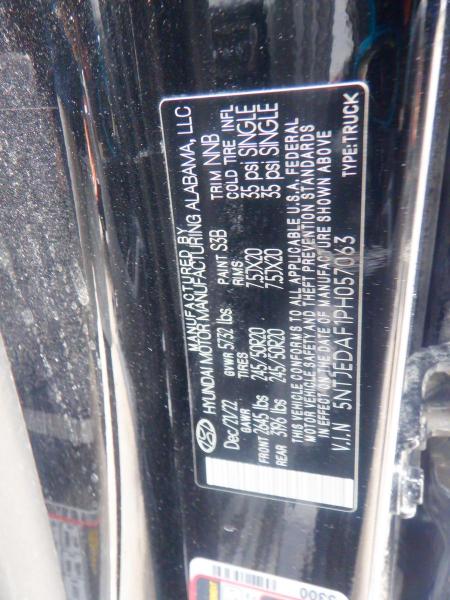 MANUFACTURED BY
HYUNDAI MOTOR MANUFACTURING ALABAMA, LLC
Dec/21/22 GVWR 5732 lbs PAINT S3B TRIM NNB
GAWR TIRES RIMS COLD TIRE INFL
FRONT 2645 lbs 245/50R20 7.5JX20 35 psi SINGLE
REAR 3196 lbs 245/50R20 7.5JX20 35 psi SINGLE
THIS VEHICLE CONFORMS TO ALL APPLICABLE U.S.A. FEDERAL
MOTOR VEHICLE SAFETY AND THEFT PREVENTION STANDARDS
IN EFFECT ON THE DATE OF MANUFACTURE SHOWN ABOVE
V.I.N 5NTJEDAF1PH057063 TYPE:TRUCK
3300